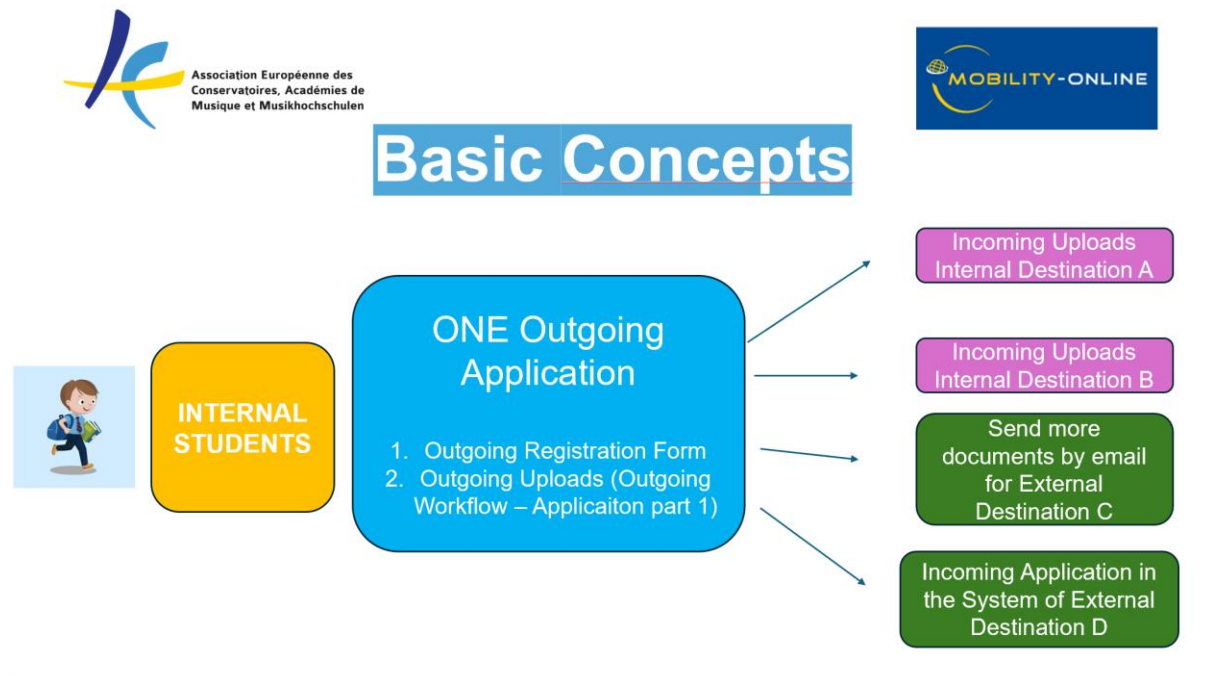 Association Européenne des
Conservatoires, Académies de
Musique et Musikhochschulen
MOBILITY-ONLINE
Basic Concepts
INTERNAL
STUDENTS
ONE Outgoing
Application
1. Outgoing Registration Form
2. Outgoing Uploads (Outgoing
Workflow – Applicaiton part 1)
Incoming Uploads
Internal Destination A
Incoming Uploads
Internal Destination B
Send more
documents by email
for External
Destination C
Incoming Application in
the System of External
Destination D